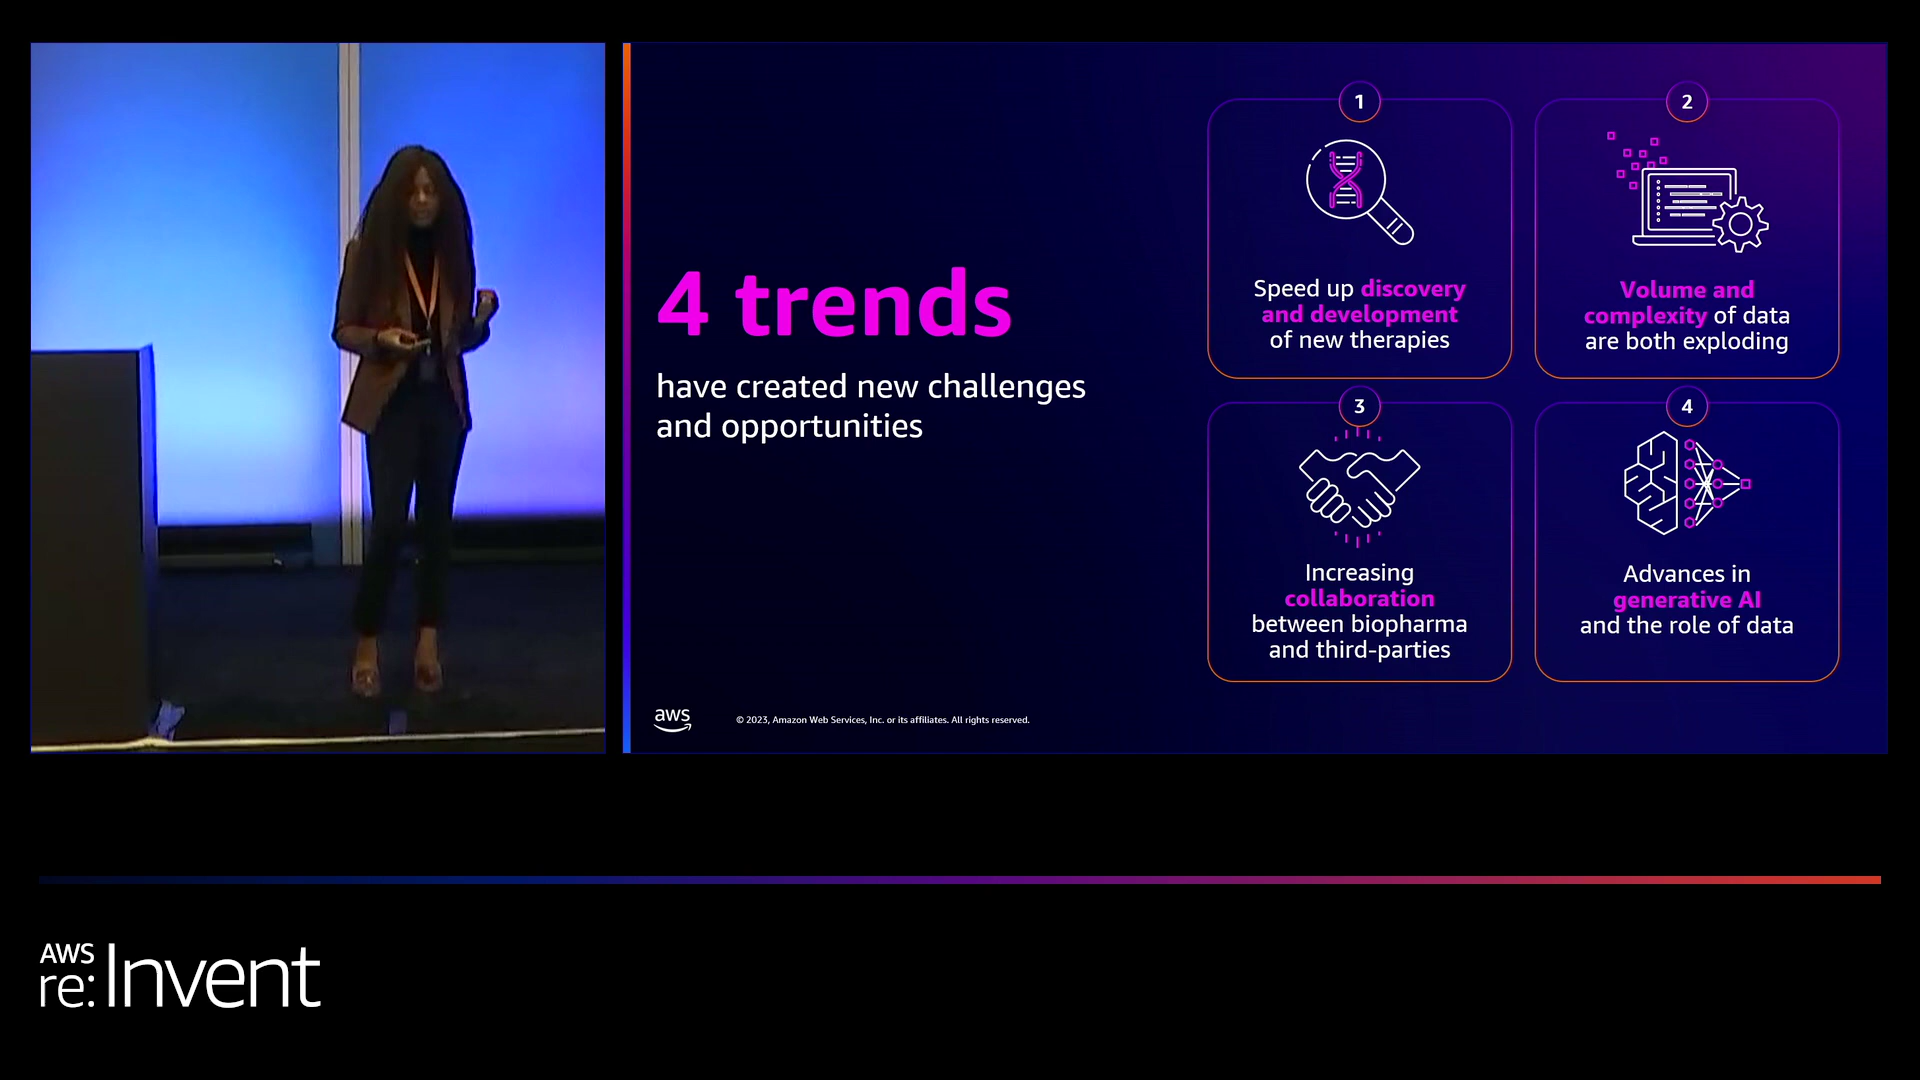 4 trends
have created new challenges
and opportunities
1
Speed up discovery
and development
of new therapies
2
Volume and
complexity of data
are both exploding
3
Increasing
collaboration
between biopharma
and third-parties
4
Advances in
generative AI
and the role of data
aws
© 2023, Amazon Web Services, Inc. or its affiliates. All rights reserved.
AWS
re:Invent